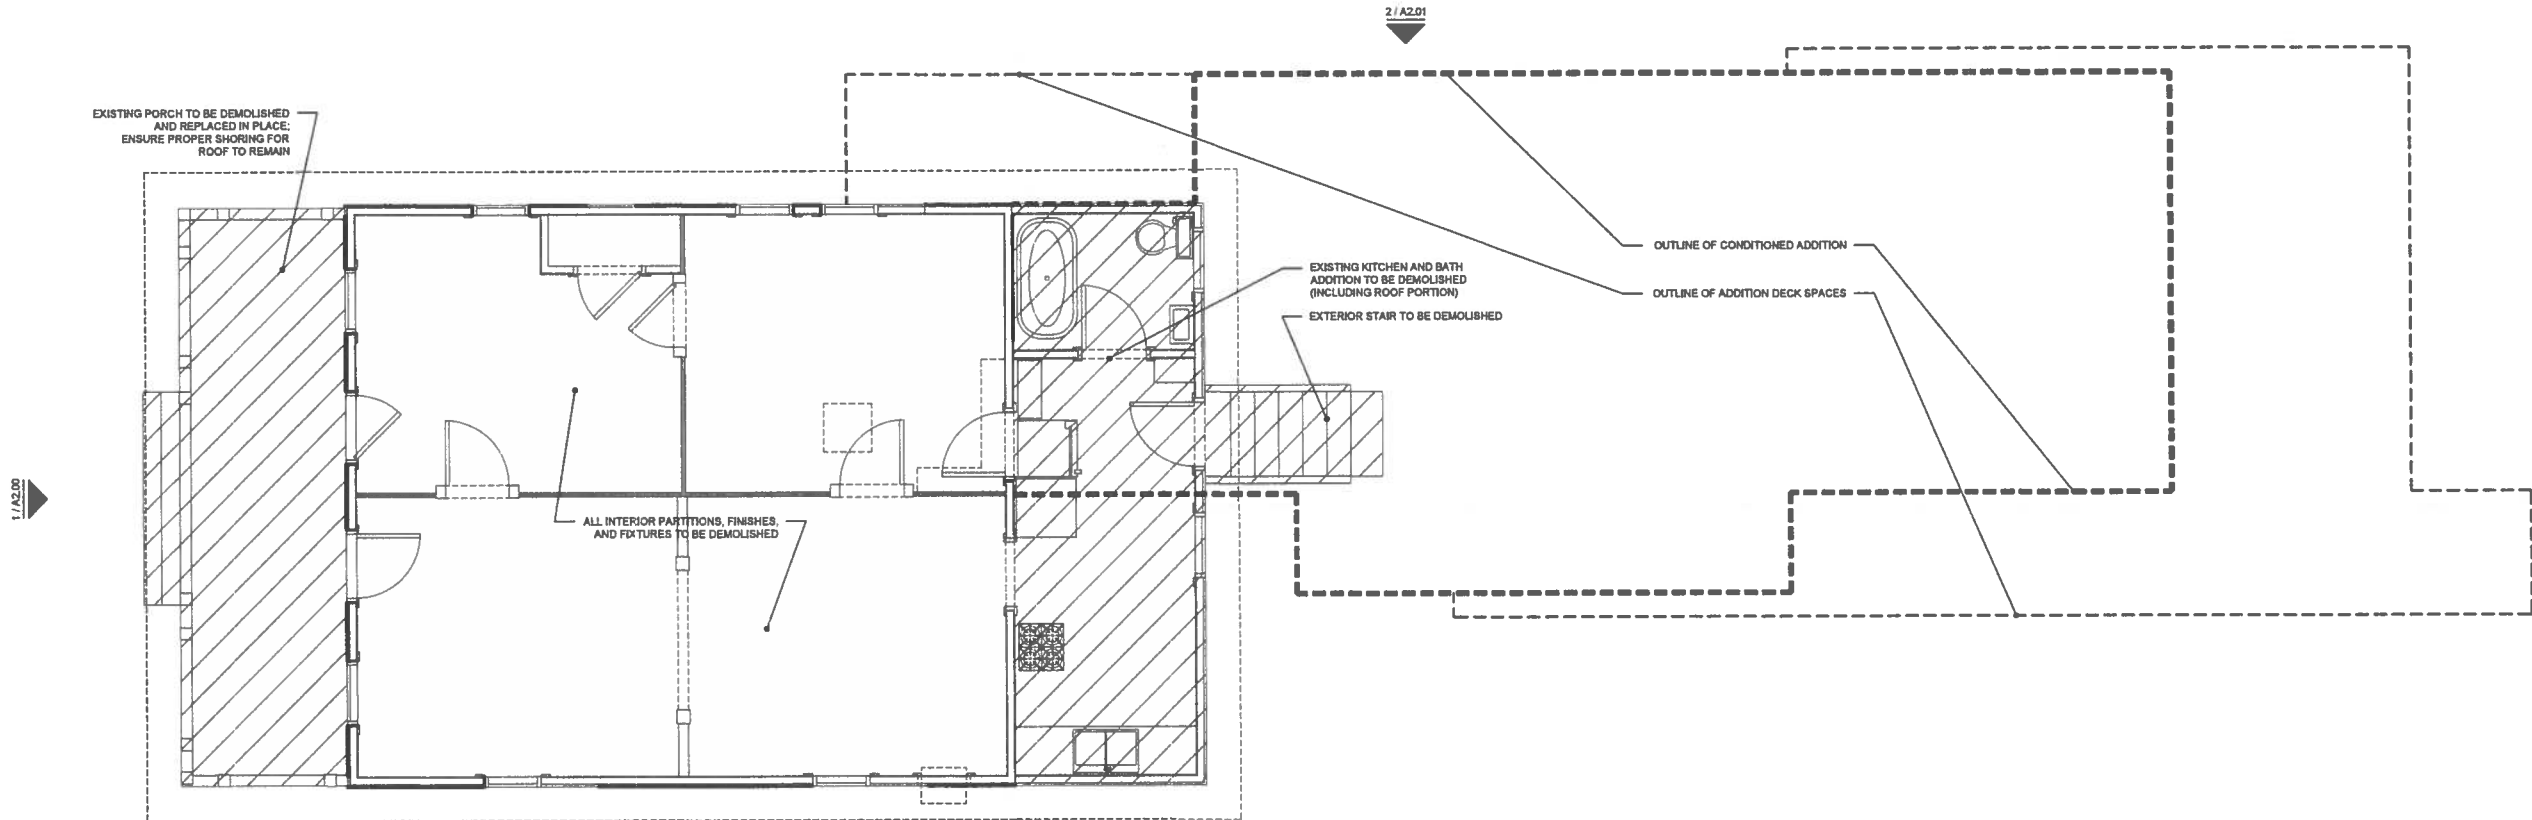 2 / A2.01
EXISTING PORCH TO BE DEMOLISHED
AND REPLACED IN PLACE;
ENSURE PROPER SHORING FOR
ROOF TO REMAIN
OUTLINE OF CONDITIONED ADDITION
EXISTING KITCHEN AND BATH
ADDITION TO BE DEMOLISHED
(INCLUDING ROOF PORTION)
OUTLINE OF ADDITION DECK SPACES
EXTERIOR STAIR TO BE DEMOLISHED
1 / A2.00
ALL INTERIOR PARTITIONS, FINISHES,
AND FIXTURES TO BE DEMOLISHED